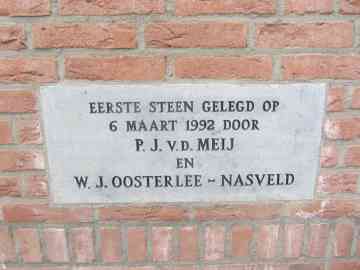 EERSTE STEEN GELEGD OP
6 MAART 1992 DOOR
P. J. V.D. MEIJ
EN
W. J. OOSTERLEE - NASVELD